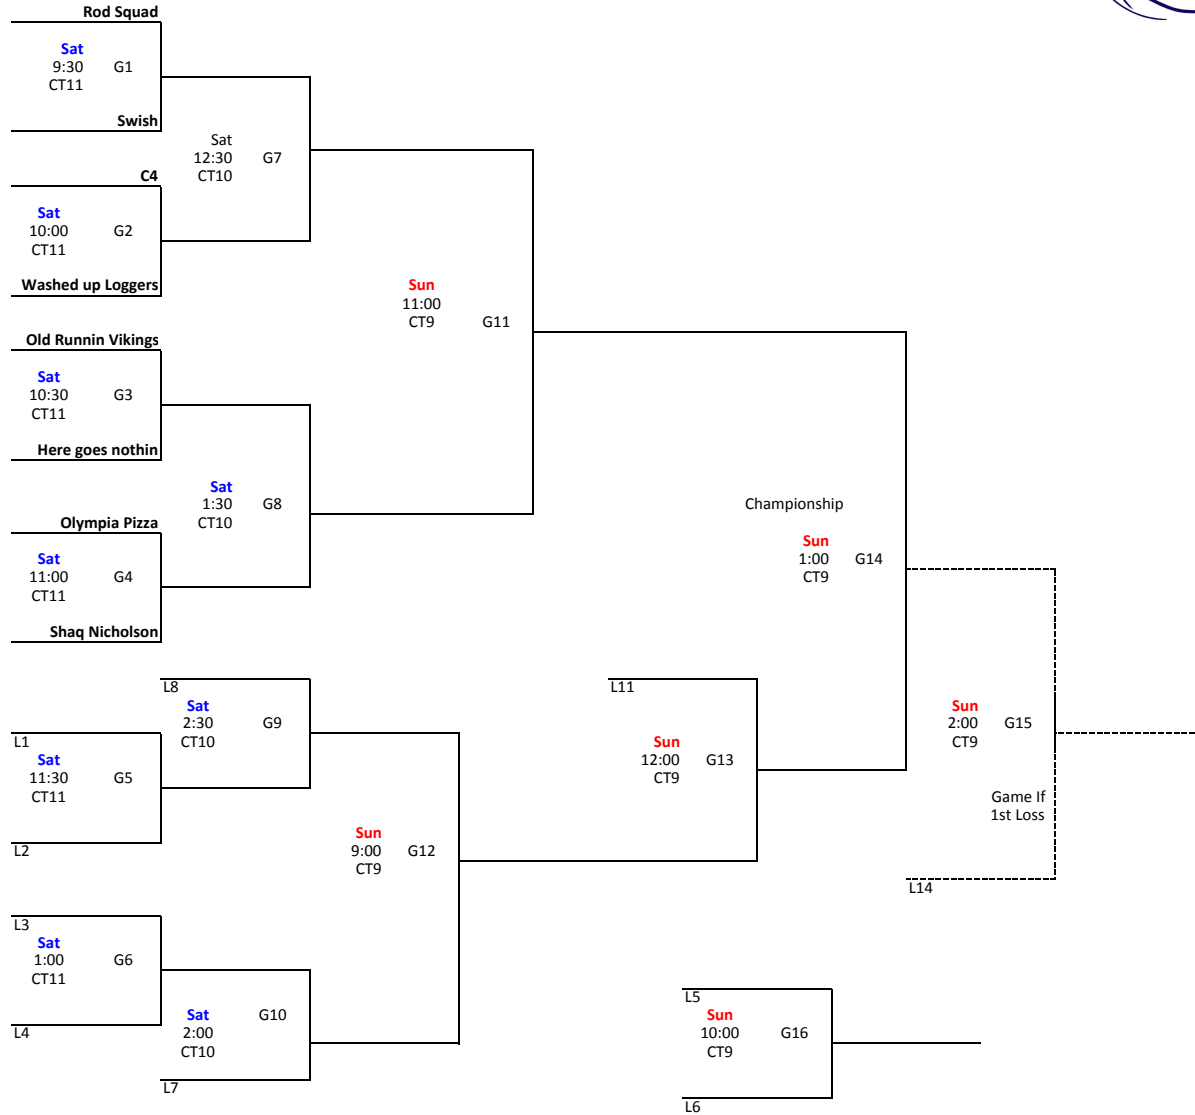 Rod Squad
Sat
9:30 G1
CT11
Swish
Sat
12:30 G7
CT10
C4
Sat
10:00 G2
CT11
Washed up Loggers
Sun
11:00
CT9 G11
Old Runnin Vikings
Sat
10:30 G3
CT11
Here goes nothin
Sat
1:30 G8
CT10
Championship
Olympia Pizza
Sun
1:00 G14
CT9
Sat
11:00 G4
CT11
Shaq Nicholson
L8
L11
Sat
2:30 G9
CT10
Sun
2:00 G15
CT9
L1
Sat
11:30 G5
CT11
Sun
12:00 G13
CT9
Game If
1st Loss
L2
Sun
9:00 G12
CT9
L14
L3
Sat
1:00 G6
CT11
L4
L5
Sat
2:00 G10
CT10
Sun
10:00 G16
CT9
L7
L6